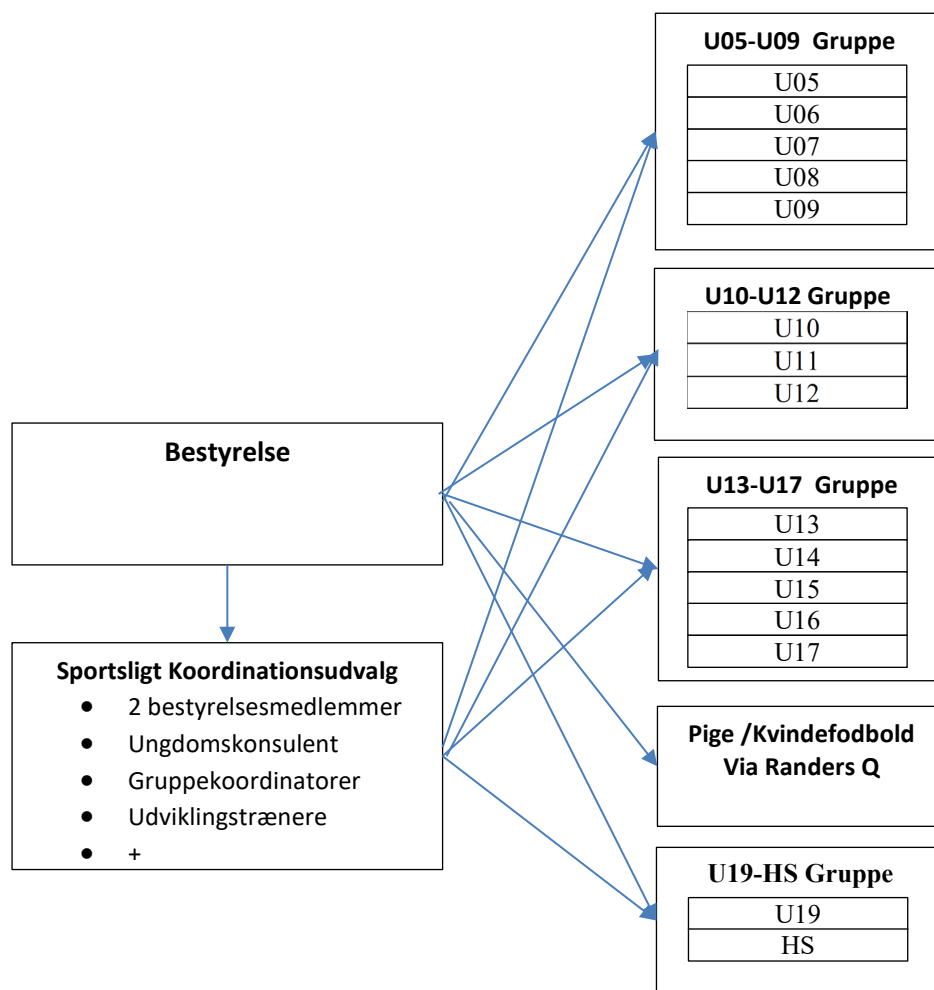 Bestyrelse
Sportsligt Koordinationsudvalg
● 2 bestyrelsesmedlemmer
● Ungdomskonsulent
● Gruppekoordinatorer
● Udviklingstrænere
● +
U05-U09 Gruppe
U05
U06
U07
U08
U09
U10-U12 Gruppe
U10
U11
U12
U13-U17 Gruppe
U13
U14
U15
U16
U17
Pige /Kvindefodbold
Via Randers Q
U19-HS Gruppe
U19
HS